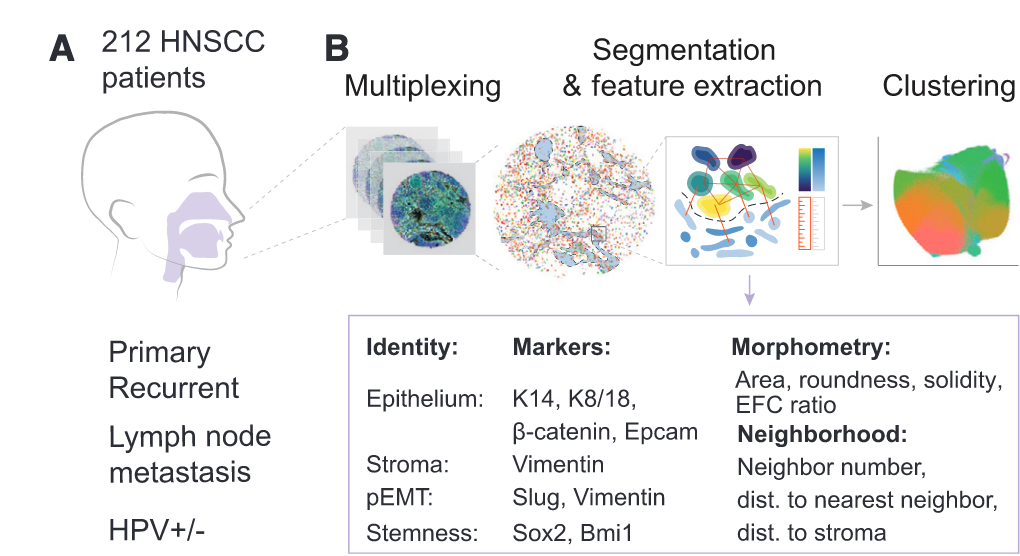 A
212 HNSCC
patients
Primary
Recurrent
Lymph node
metastasis
HPV+/-
B
Multiplexing
Segmentation
& feature extraction
Clustering
Identity: Markers:
Epithelium: K14, K8/18,
β-catenin, Epcam
Stroma: Vimentin
pEMT: Slug, Vimentin
Stemness: Sox2, Bmi1
Morphometry:
Area, roundness, solidity,
EFC ratio
Neighborhood:
Neighbor number,
dist. to nearest neighbor,
dist. to stroma